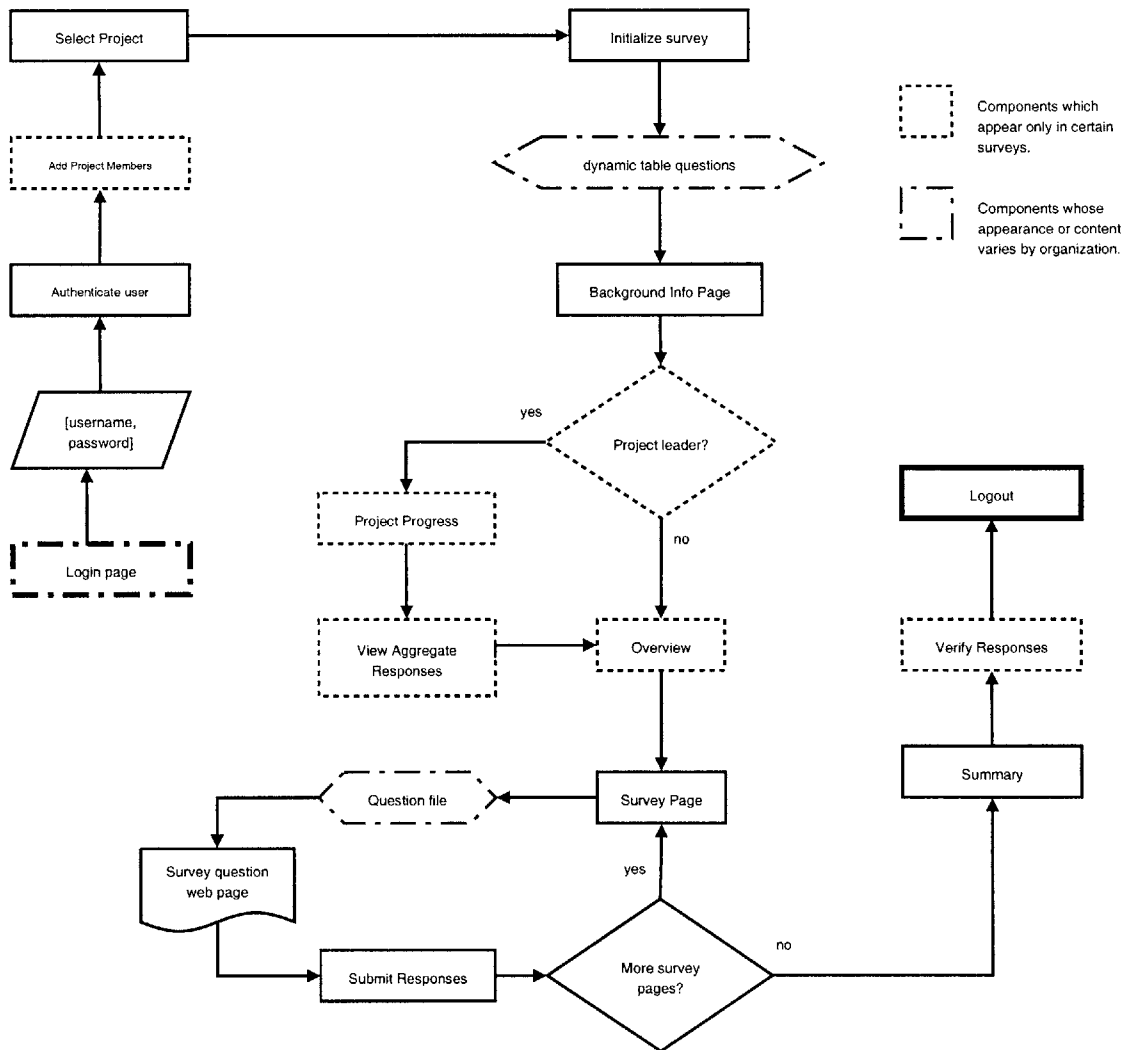 Select Project
Initialize survey
Components which
appear only in certain
surveys.
Add Project Members
dynamic table questions
Components whose
appearance or content
varies by organization.
Authenticate user
Background Info Page
[username,
password]
yes
Project leader?
Login page
Project Progress
no
Logout
View Aggregate
Responses
Overview
Verify Responses
Question file
Survey Page
Summary
Survey question
web page
yes
Submit Responses
More survey
pages?
no